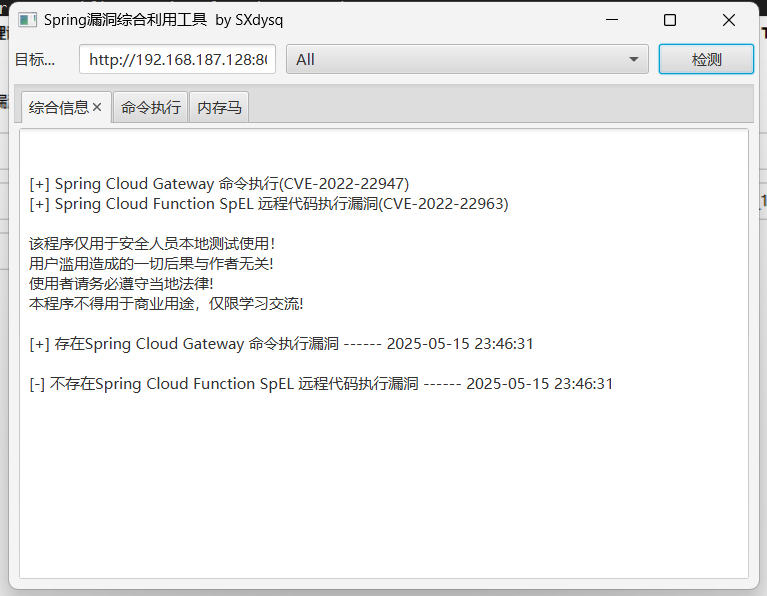 Spring漏洞综合利用工具 by SXdysq
目标... http://192.168.187.128:8 All 检测
综合信息 命令执行 内存马
[+] Spring Cloud Gateway 命令执行(CVE-2022-22947)
[+] Spring Cloud Function SpEL 远程代码执行漏洞(CVE-2022-22963)
该程序仅用于安全人员本地测试使用!
用户滥用造成的一切后果与作者无关!
使用者请务必遵守当地法律!
本程序不得用于商业用途，仅限学习交流!
[+] 存在Spring Cloud Gateway 命令执行漏洞 ------ 2025-05-15 23:46:31
[-] 不存在Spring Cloud Function SpEL 远程代码执行漏洞 ------ 2025-05-15 23:46:31